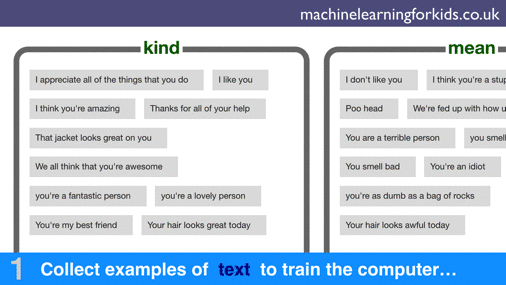 machinelearningforkids.co.uk
kind
I appreciate all of the things that you do
I like you
I think you're amazing
Thanks for all of your help
That jacket looks great on you
We all think that you're awesome
you're a fantastic person
you're a lovely person
You're my best friend
Your hair looks great today
mean
I don't like you
I think you're a
Poo head
We're fed up with how
You are a terrible person
you smell
You smell bad
You're an idiot
you're as dumb as a bag of rocks
Your hair looks awful today
1 Collect examples of text to train the computer...